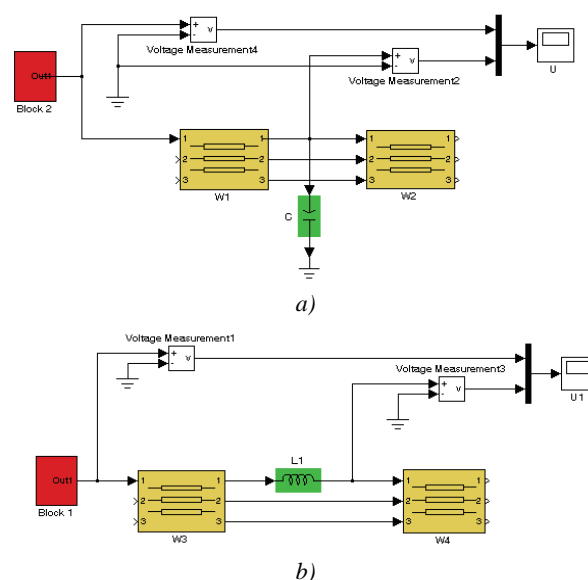 +
-
v
Voltage Measurement4
+
-
v
Voltage Measurement2
U
Out1
Block 2
1 1
2 2
3 3
W1
1
2
3
W2
C
a)
Voltage Measurement1
+
-
v
Voltage Measurement3
+
-
v
U1
Out1
Block 1
L1
1 1
2 2
3 3
W3
1 1
2 2
3 3
W4
b)